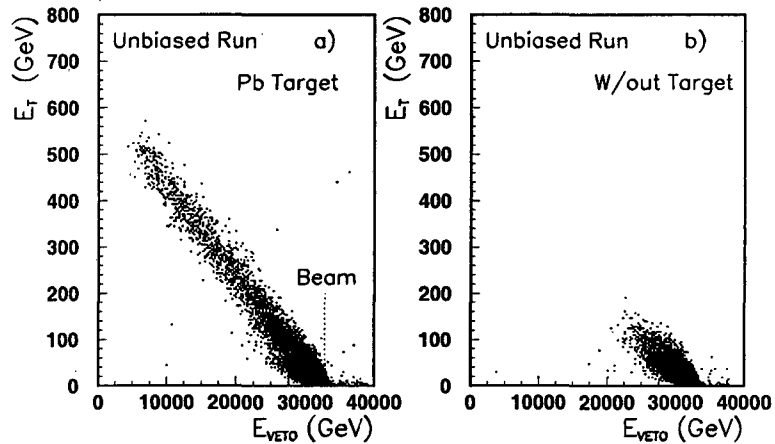 800
700
600
500
400
300
200
100
0
E_T (GeV)
Unbiased Run a)
Pb Target
Beam
0 10000 20000 30000 40000
E_VETO (GeV)
800
700
600
500
400
300
200
100
0
E_T (GeV)
Unbiased Run b)
W/out Target
0 10000 20000 30000 40000
E_VETO (GeV)